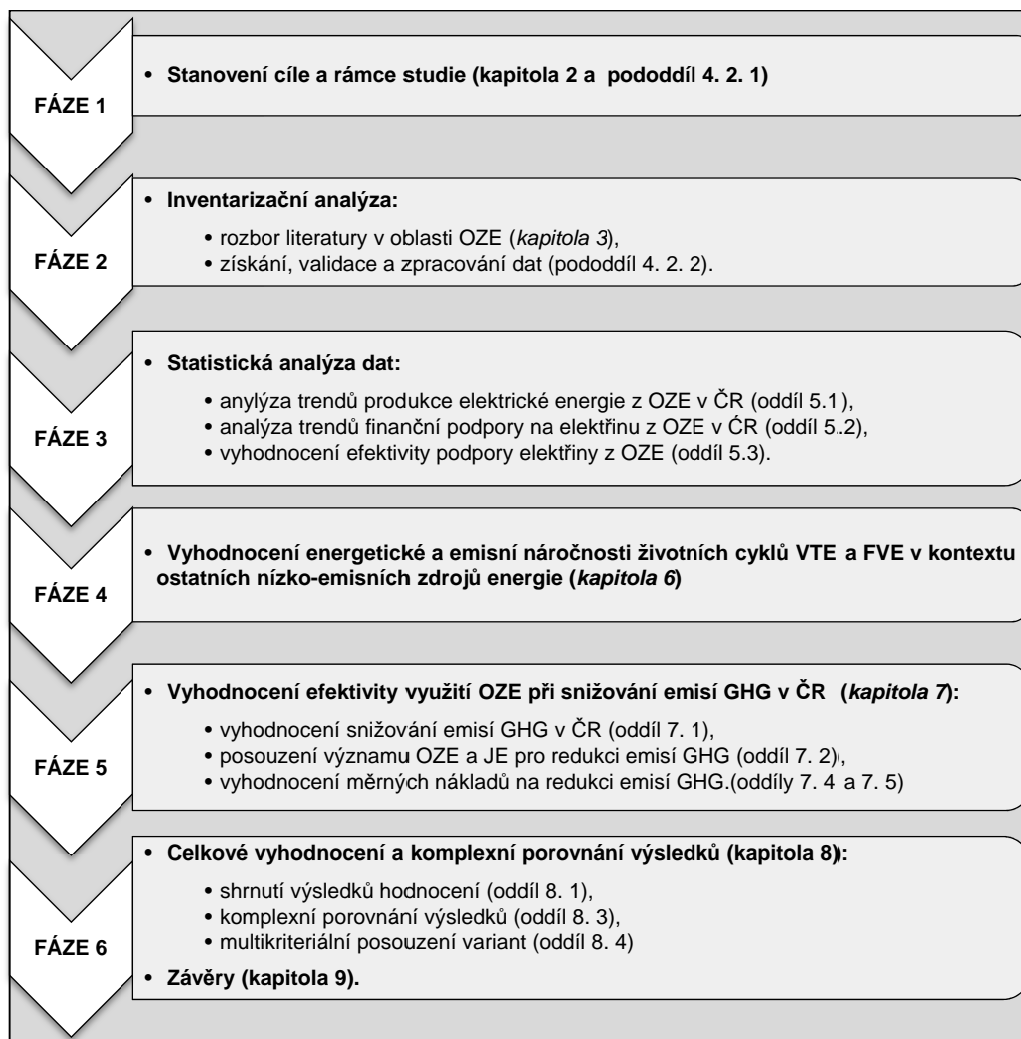 FÁZE 1
• Stanovení cíle a rámce studie (kapitola 2 a pododdíl 4. 2. 1)
FÁZE 2
• Inventarizační analýza:
• rozbor literatury v oblasti OZE (kapitola 3),
• získání, validace a zpracování dat (pododdíl 4. 2. 2).
FÁZE 3
• Statistická analýza dat:
• anylýza trendů produkce elektrické energie z OZE v ČR (oddíl 5.1),
• analýza trendů finanční podpory na elektřinu z OZE v ĆR (oddíl 5.2),
• vyhodnocení efektivity podpory elektřiny z OZE (oddíl 5.3).
FÁZE 4
• Vyhodnocení energetické a emisní náročnosti životních cyklů VTE a FVE v kontextu
ostatních nízko-emisních zdrojů energie (kapitola 6)
FÁZE 5
• Vyhodnocení efektivity využití OZE při snižování emisí GHG v ČR (kapitola 7):
• vyhodnocení snižování emisí GHG v ČR (oddíl 7. 1),
• posouzení významu OZE a JE pro redukci emisí GHG (oddíl 7. 2),
• vyhodnocení měrných nákladů na redukci emisí GHG.(oddíly 7. 4 a 7. 5)
FÁZE 6
• Celkové vyhodnocení a komplexní porovnání výsledků (kapitola 8):
• shrnutí výsledků hodnocení (oddíl 8. 1),
• komplexní porovnání výsledků (oddíl 8. 3),
• multikriteriální posouzení variant (oddíl 8. 4)
• Závěry (kapitola 9).